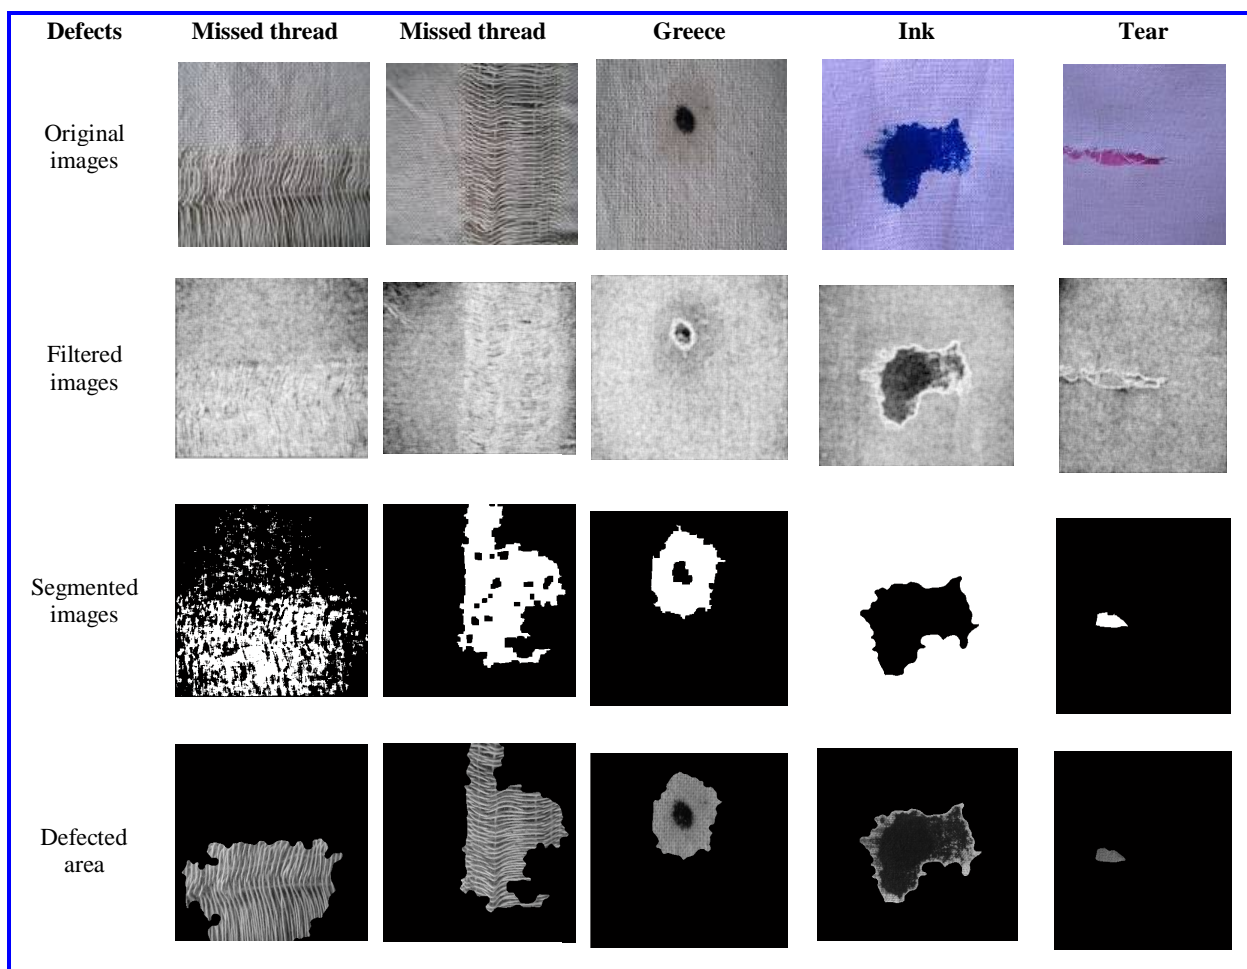 Defects Missed thread Missed thread Greece Ink Tear
Original
images
Filtered
images
Segmented
images
Defected
area